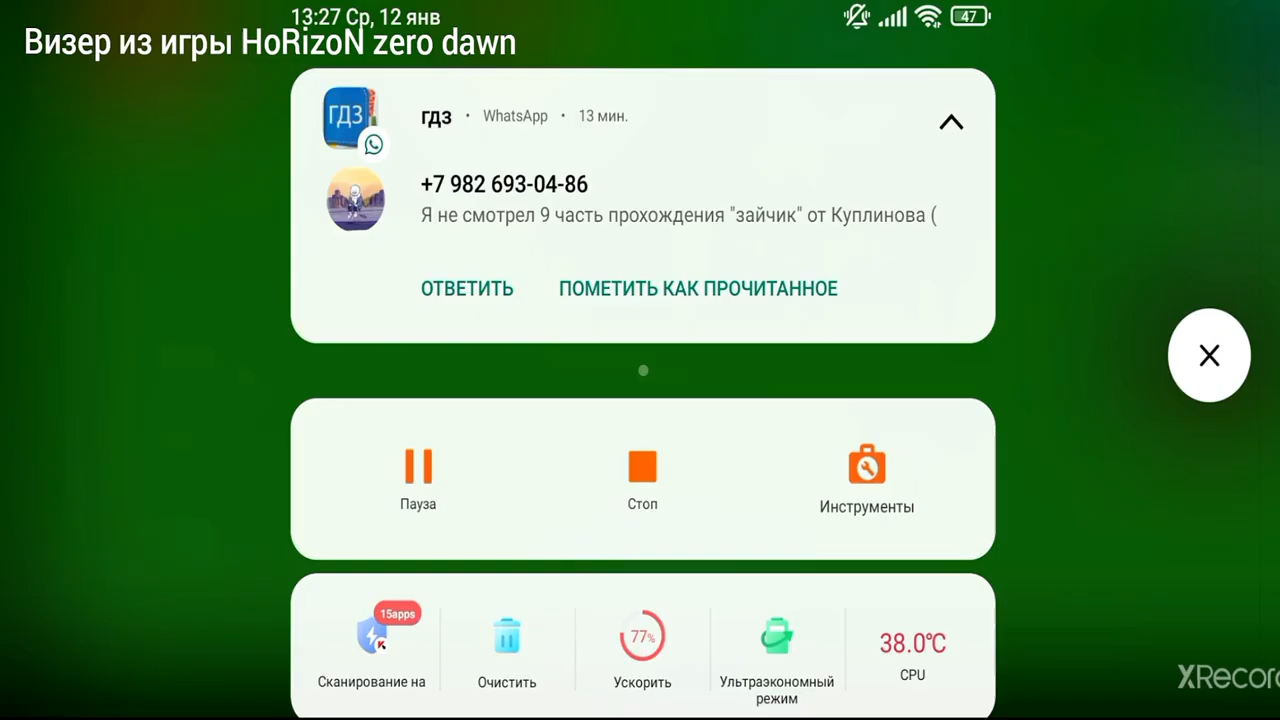 13:27 Ср, 12 янв
47
Визер из игры HoRizoN zero dawn
ГДЗ
ГДЗ • WhatsApp • 13 мин.
+7 982 693-04-86
Я не смотрел 9 часть прохождения "зайчик" от Куплинова (
ОТВЕТИТЬ ПОМЕТИТЬ КАК ПРОЧИТАННОЕ
Пауза
Стоп
Инструменты
15apps
77%
38.0℃
CPU
Сканирование на
Очистить
Ускорить
Ультраэкономный
режим
XRecord